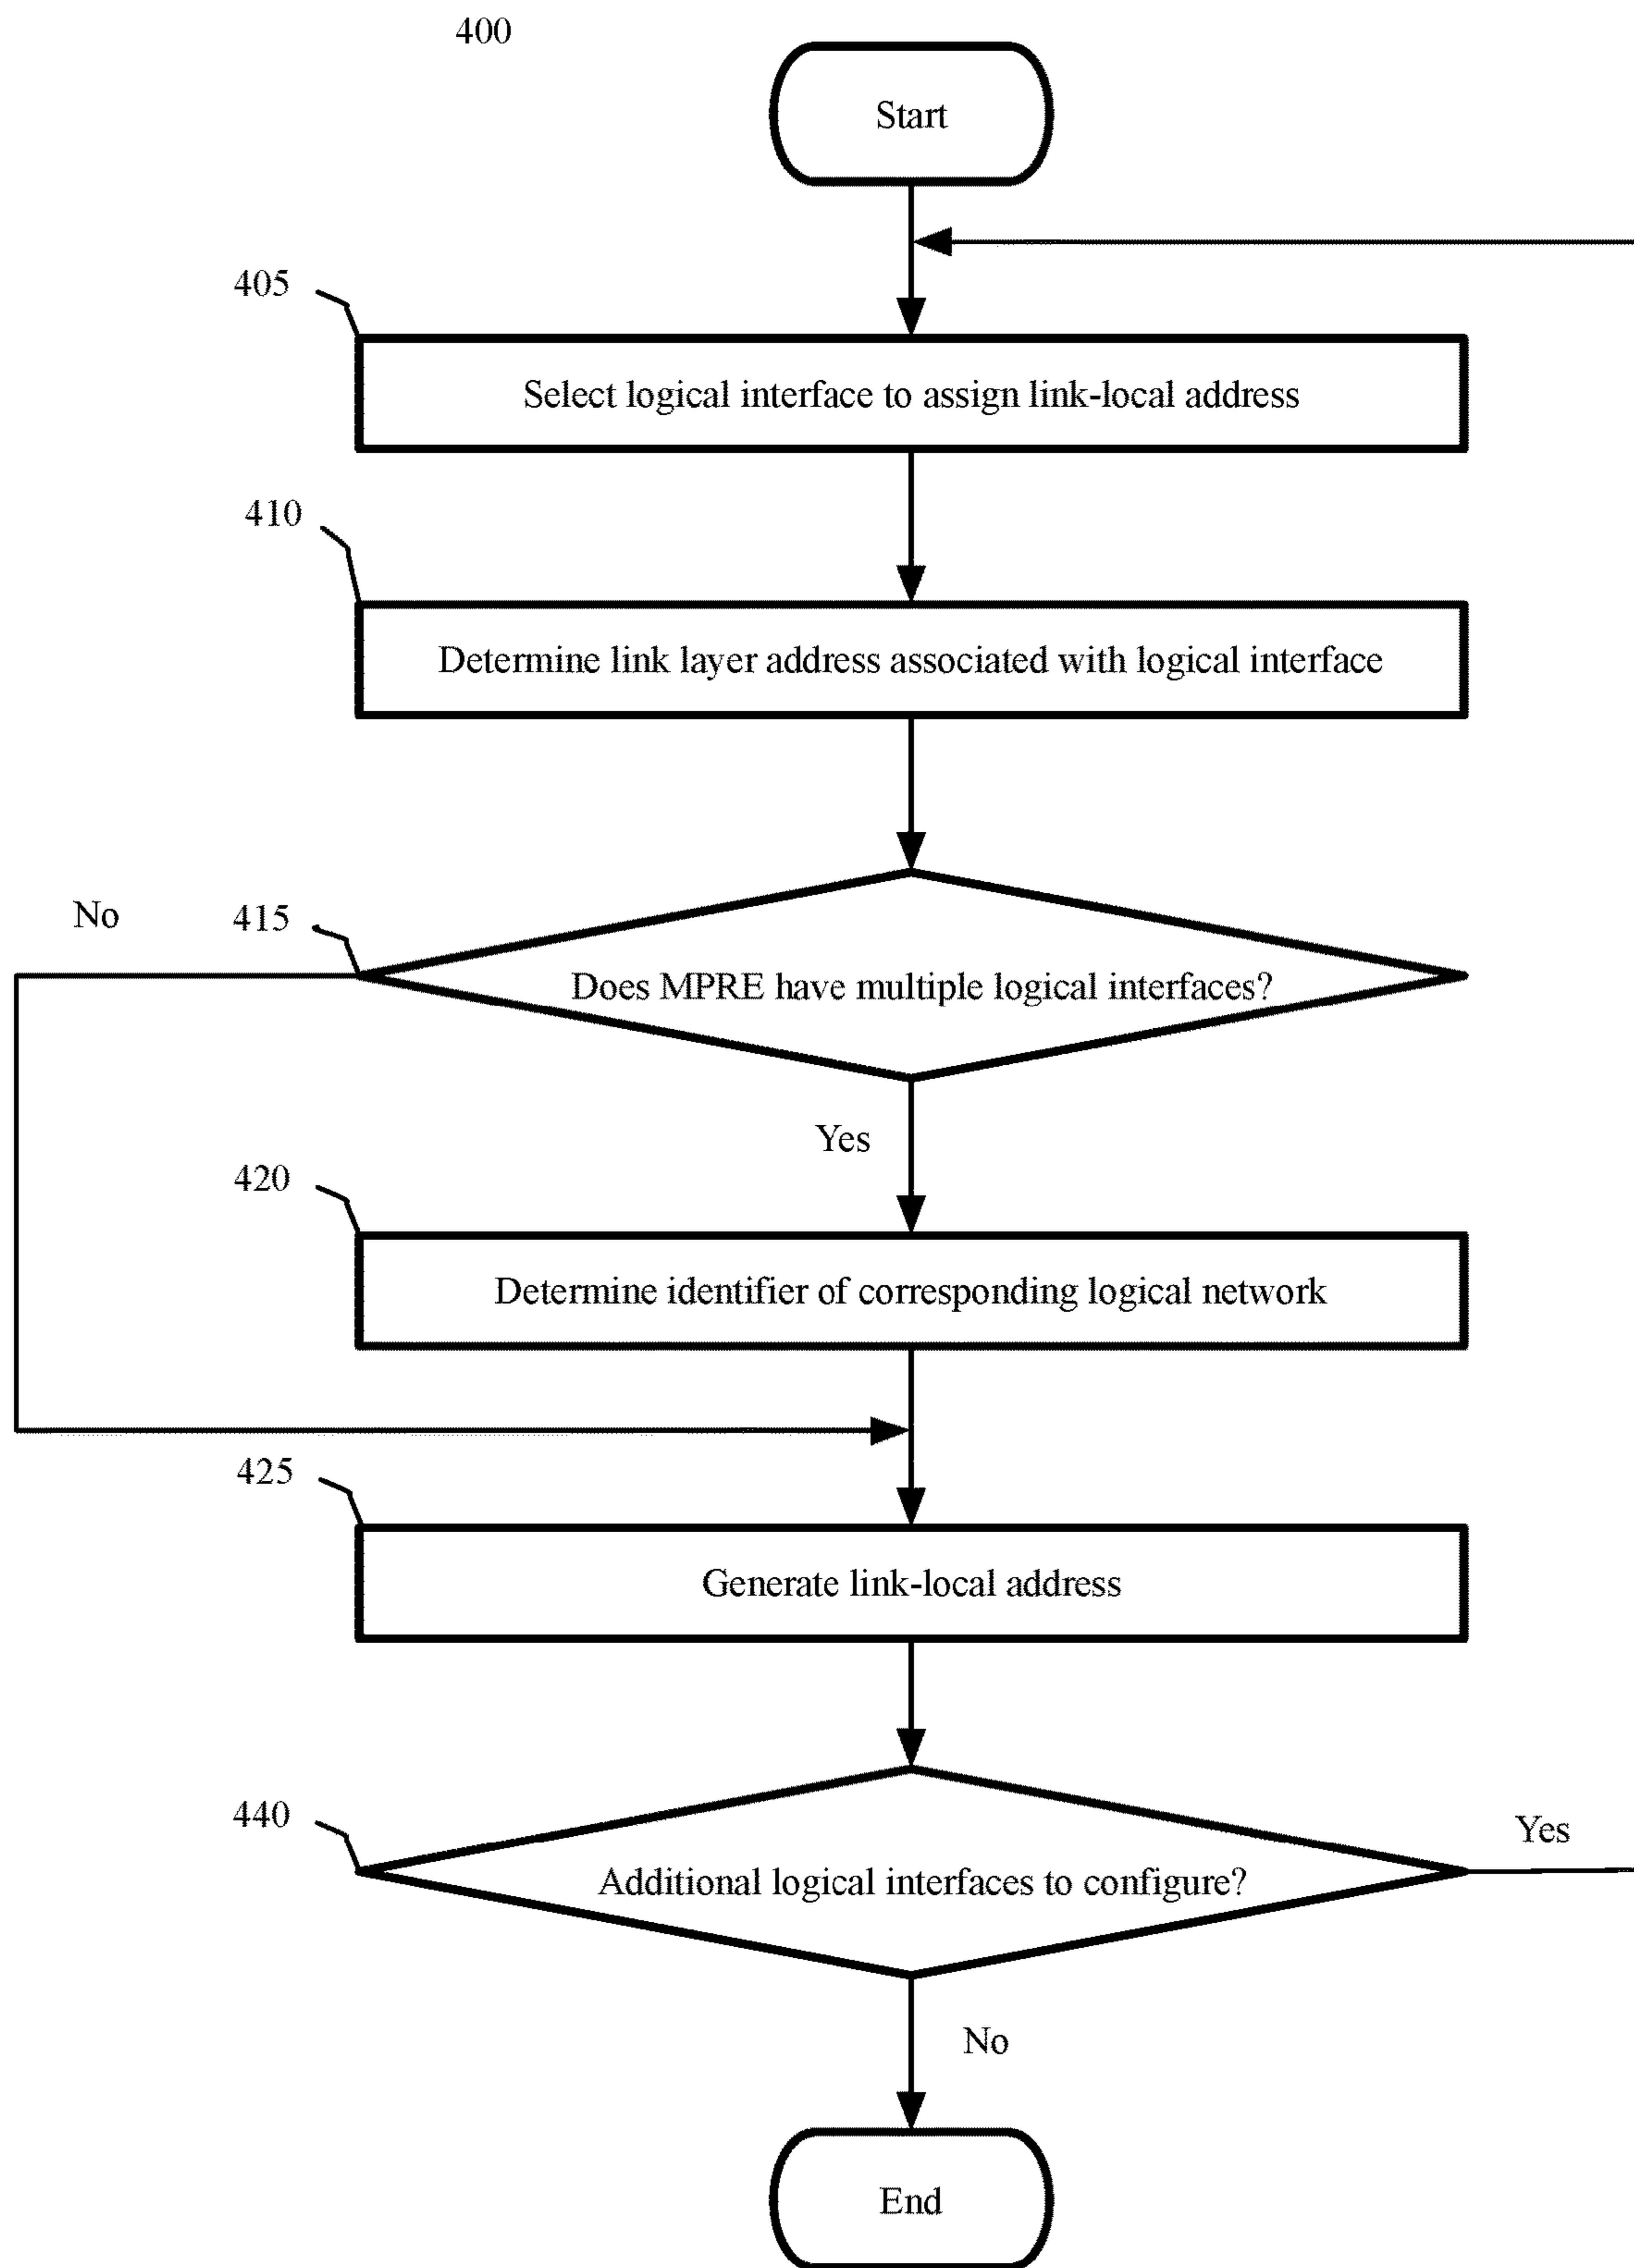 400
Start
405
Select logical interface to assign link-local address
410
Determine link layer address associated with logical interface
No
415
Does MPRE have multiple logical interfaces?
Yes
420
Determine identifier of corresponding logical network
425
Generate link-local address
440
Yes
Additional logical interfaces to configure?
No
End